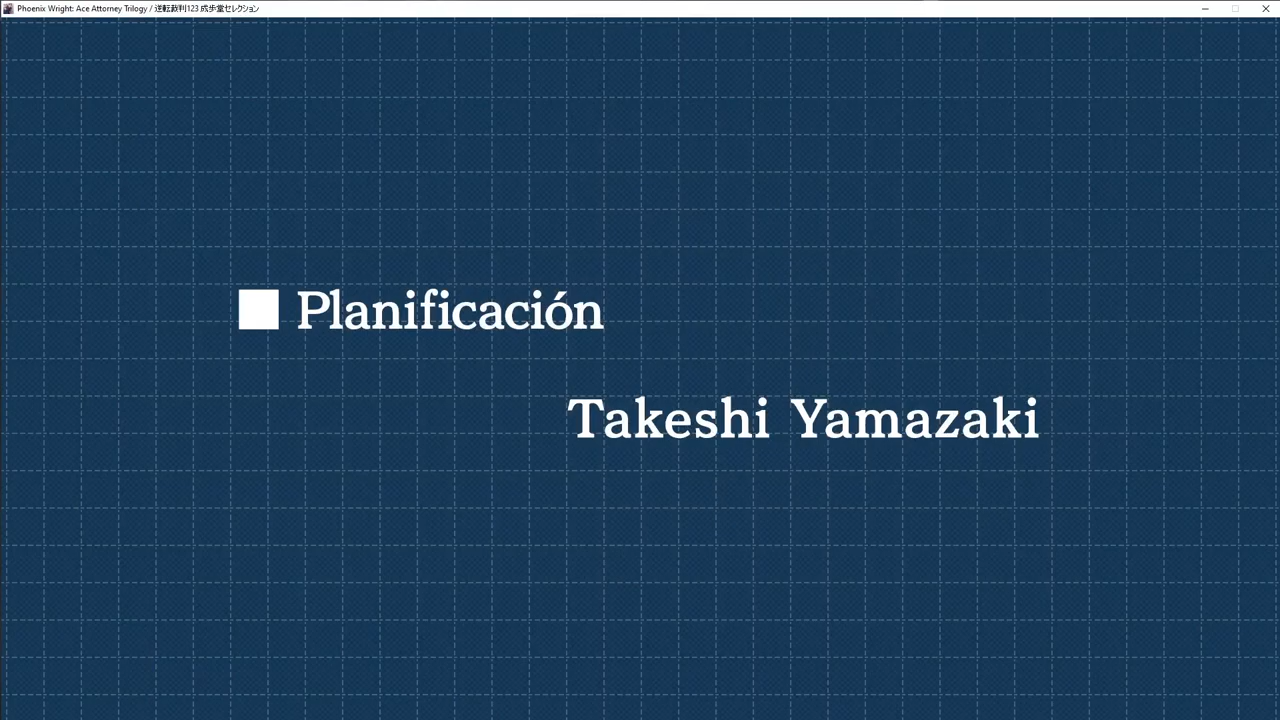 Phoenix Wright: Ace Attorney Trilogy / 逆転裁判123 成歩堂セレクション
■ Planificación
Takeshi Yamazaki